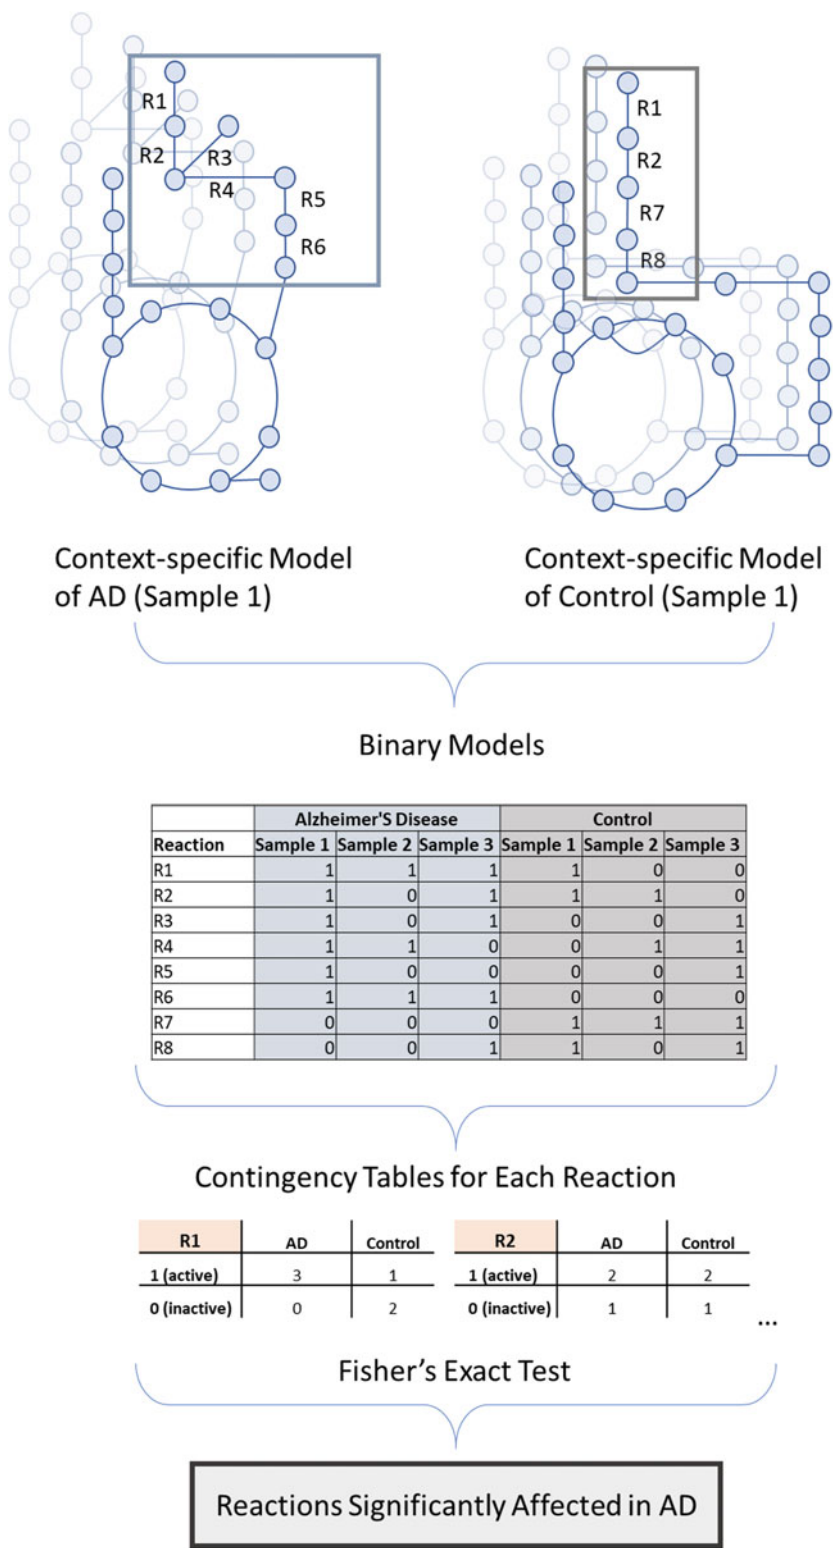 R1
R2
R3
R4
R5
R6
R1
R2
R7
R8
Context-specific Model
of AD (Sample 1)
Context-specific Model
of Control (Sample 1)
Binary Models
Alzheimer'S Disease Control
Reaction Sample 1 Sample 2 Sample 3 Sample 1 Sample 2 Sample 3
R1 1 1 1 1 0 0
R2 1 0 1 1 1 0
R3 1 0 1 0 0 1
R4 1 1 0 0 1 1
R5 1 0 0 0 0 1
R6 1 1 1 0 0 0
R7 0 0 0 1 1 1
R8 0 0 1 1 0 1
Contingency Tables for Each Reaction
R1 AD Control
1 (active) 3 1
0 (inactive) 0 2
R2 AD Control
1 (active) 2 2
0 (inactive) 1 1
...
Fisher's Exact Test
Reactions Significantly Affected in AD